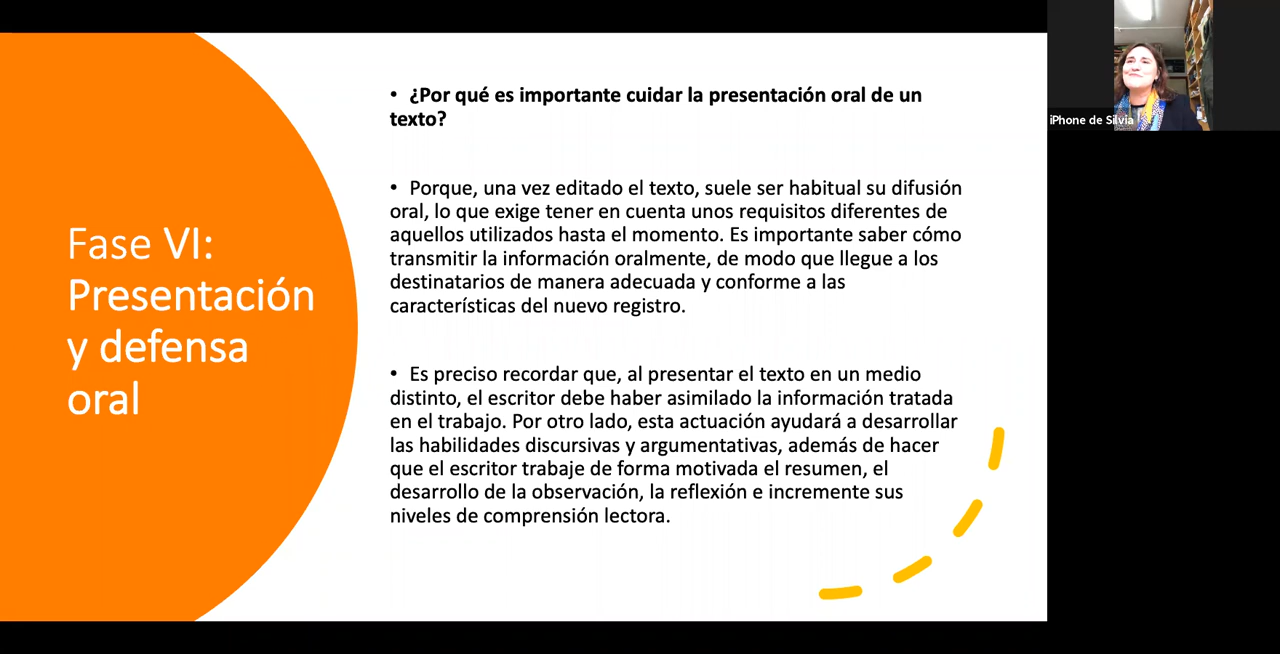 Fase VI:
Presentación
y defensa
oral
• ¿Por qué es importante cuidar la presentación oral de un
texto?
• Porque, una vez editado el texto, suele ser habitual su difusión
oral, lo que exige tener en cuenta unos requisitos diferentes de
aquellos utilizados hasta el momento. Es importante saber cómo
transmitir la información oralmente, de modo que llegue a los
destinatarios de manera adecuada y conforme a las
características del nuevo registro.
• Es preciso recordar que, al presentar el texto en un medio
distinto, el escritor debe haber asimilado la información tratada
en el trabajo. Por otro lado, esta actuación ayudará a desarrollar
las habilidades discursivas y argumentativas, además de hacer
que el escritor trabaje de forma motivada el resumen, el
desarrollo de la observación, la reflexión e incremente sus
niveles de comprensión lectora.
iPhone de Silvia